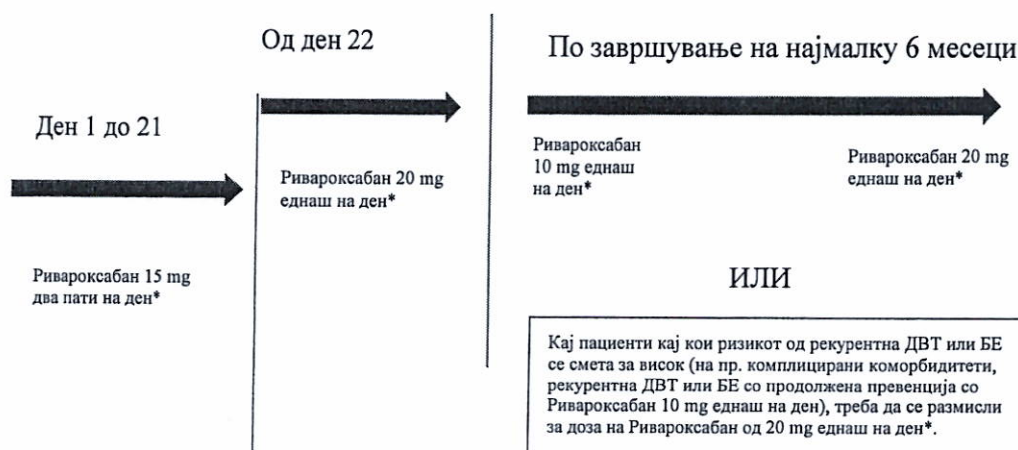 Од ден 22
По завршување на најмалку 6 месеци
Ден 1 до 21
Ривароксабан 15 mg
два пати на ден*
Ривароксабан 20 mg
еднаш на ден*
Ривароксабан
10 mg еднаш
на ден*
Ривароксабан 20 mg
еднаш на ден*
ИЛИ
Кај пациенти кај кои ризикот од рекурентна ДВТ или БЕ
се смета за висок (на пр. комплицирани коморбидитети,
рекурентна ДВТ или БЕ со продолжена превенција со
Ривароксабан 10 mg еднаш на ден), треба да се размисли
за доза на Ривароксабан од 20 mg еднаш на ден*.